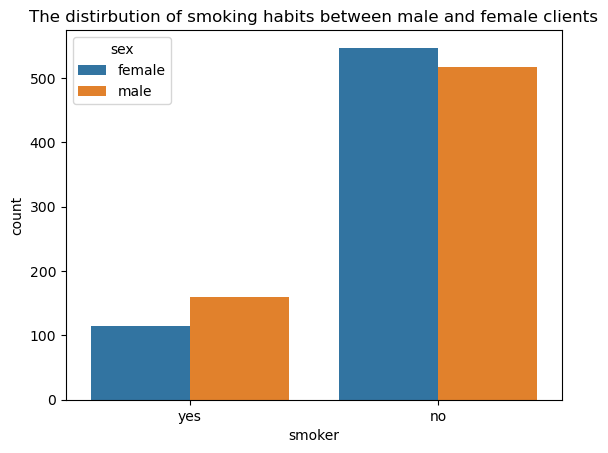 The distirbution of smoking habits between male and female clients
sex
female
male
500
400
300
200
100
0
count
yes
no
smoker